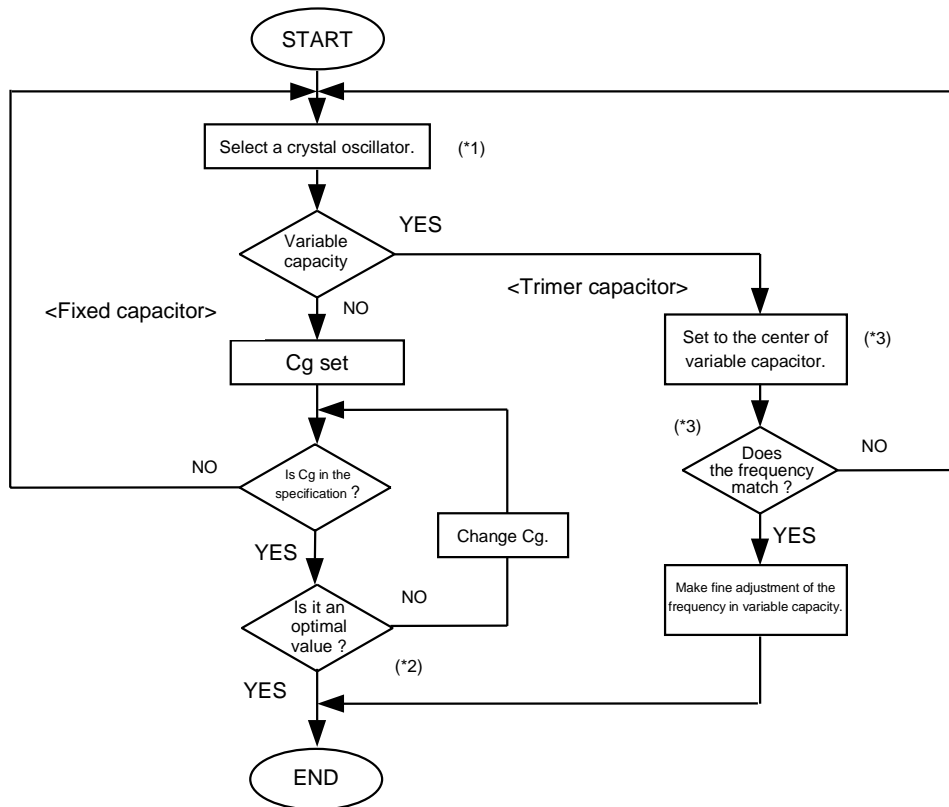 START
Select a crystal oscillator.
(*1)
Variable
capacity
YES
<Fixed capacitor>
NO
<Trimer capacitor>
Cg set
Set to the center of
variable capacitor.
(*3)
(*3)
Does
the frequency
match ?
NO
NO
Is Cg in the
specification ?
Change Cg.
YES
YES
Is it an
optimal
value ?
NO
(*2)
Make fine adjustment of the
frequency in variable capacity.
YES
END